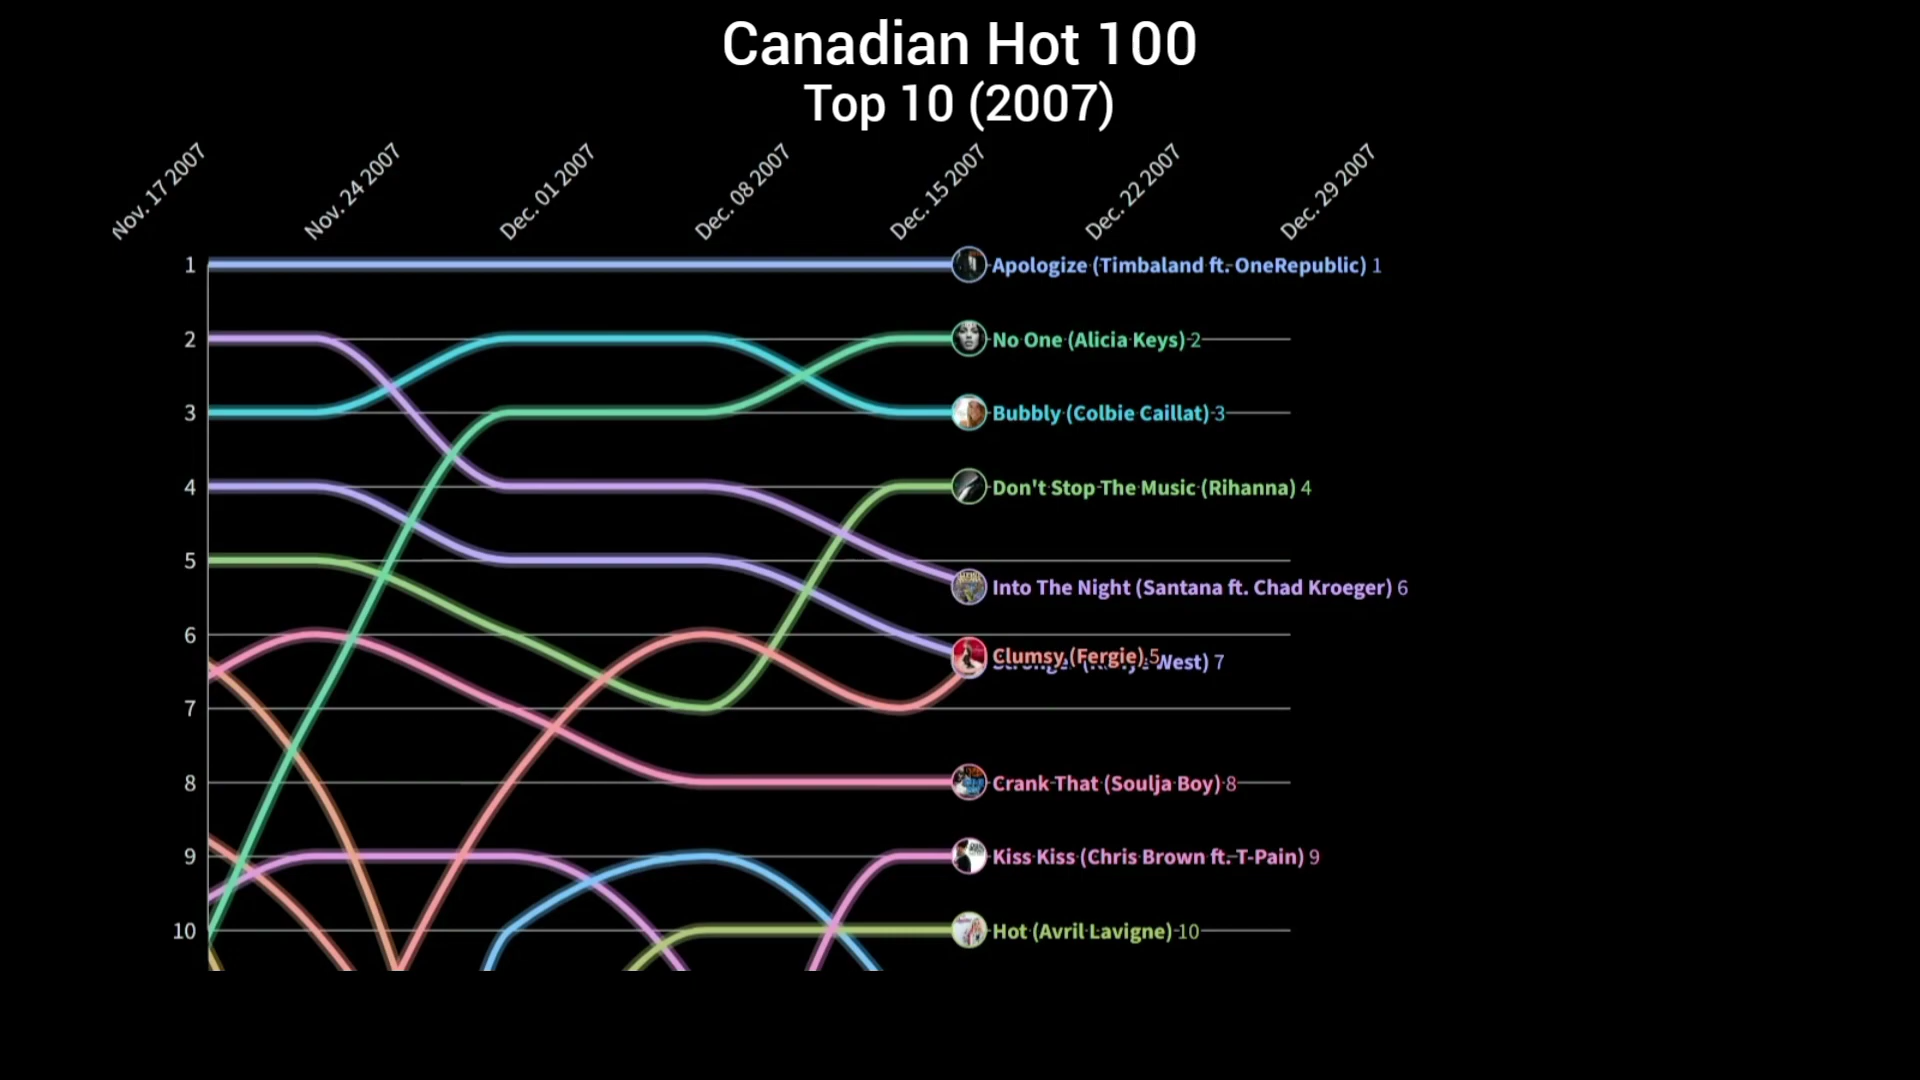 Canadian Hot 100
Top 10 (2007)
Nov. 17 2007
Nov. 24 2007
Dec. 01 2007
Dec. 08 2007
Dec. 15 2007
Dec. 22 2007
Dec. 29 2007
1 Apologize (Timbaland ft. OneRepublic) 1
2 No One (Alicia Keys) 2
3 Bubbly (Colbie Caillat) 3
4 Don't Stop The Music (Rihanna) 4
5
Into The Night (Santana ft. Chad Kroeger) 6
6
Clumsy (Fergie) 5
West) 7
7
8 Crank That (Soulja Boy) 8
9 Kiss Kiss (Chris Brown ft. T-Pain) 9
10 Hot (Avril Lavigne) 10